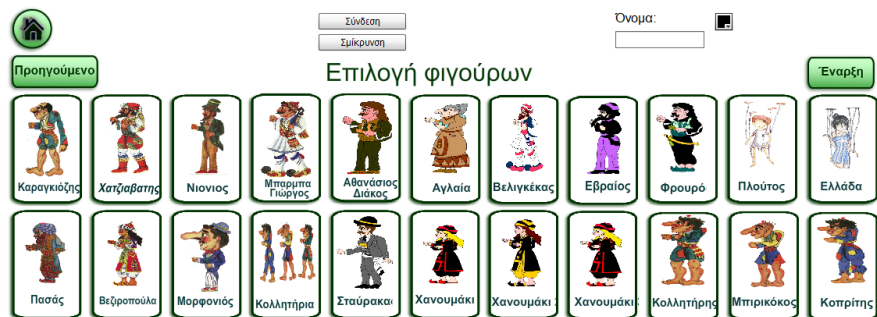 Σύνδεση
Σμίκρυνση
Όνομα:
Προηγούμενο
Επιλογή φιγούρων
Έναρξη
Καραγκιόζης
Χατζιαβατης
Νιονιος
Μπαρμπα
Γιώργος
Αθανάσιος
Διάκος
Αγλαία
Βελιγκέκας
Εβραίος
Φρουρό
Πλούτος
Ελλάδα
Πασάς
Βεζιροπούλα
Μορφονιός
Κολλητήρια
Σταύρακα
Χανουμάκι
Χανουμάκι
Χανουμάκι
Κολλητήρης
Μπιρικόκος
Κοπρίτης